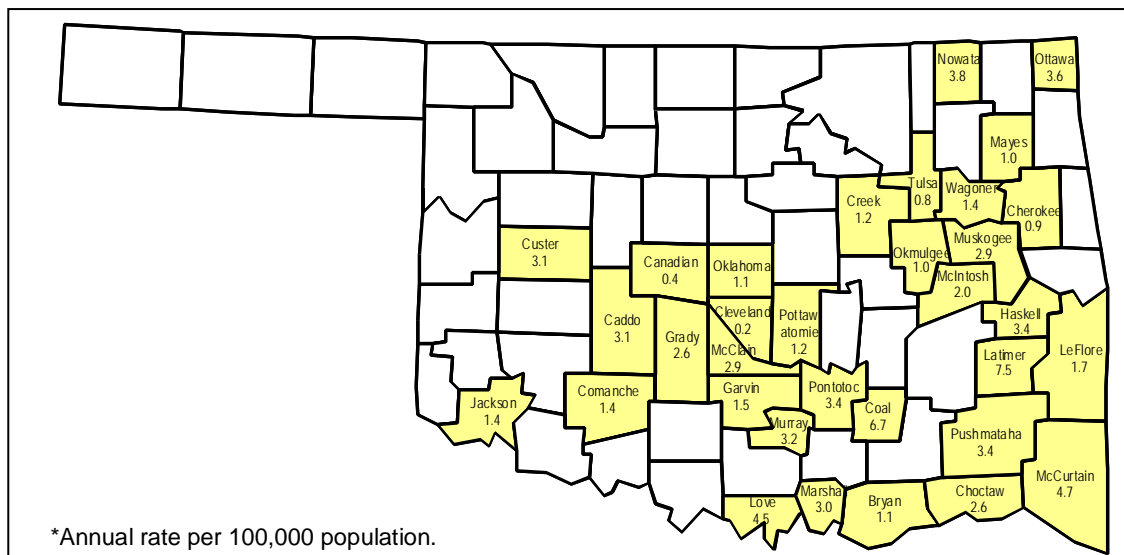 Nowata
3.8
Ottawa
3.6
Mayes
1.0
Tulsa
0.8
Wagoner
1.4
Creek
1.2
Cherokee
0.9
Custer
3.1
Canadian
0.4
Oklahoma
1.1
Okmulgee
1.0
Muskogee
2.9
McIntosh
2.0
Caddo
3.1
Grady
2.6
Cleveland
0.2
Pottaw
atomie
1.2
McClain
2.9
Haskell
3.4
LeFlore
1.7
Latimer
7.5
Jackson
1.4
Comanche
1.4
Garvin
1.5
Pontotoc
3.4
Coal
6.7
Murray
3.2
Pushmataha
3.4
McCurtain
4.7
Love
4.5
Marshal
3.0
Bryan
1.1
Choctaw
2.6
*Annual rate per 100,000 population.